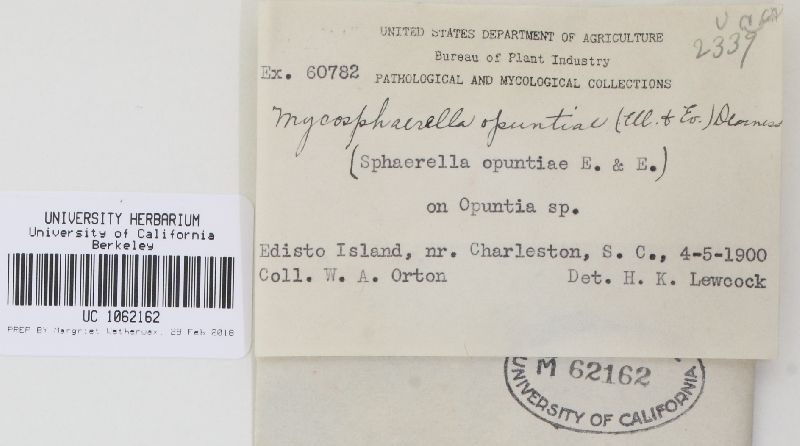 UNITED STATES DEPARTMENT OF AGRICULTURE
Bureau of Plant Industry
Ex. 60782 PATHOLOGICAL AND MYCOLOGICAL COLLECTIONS
2339
Mycosphaerella opuntiae (Ell. & Ev.) Dearness
(Sphaerella opuntiae E. & E.)
on Opuntia sp.
Edisto Island, nr. Charleston, S. C., 4-5-1900
Coll. W. A. Orton Det. H. K. Lewcock
UNIVERSITY HERBARIUM
University of California
Berkeley
UC 1062162
PREP BY Margriet Wetherwax, 29 Feb 2016
M 62162
UNIVERSITY OF CALIFORNIA